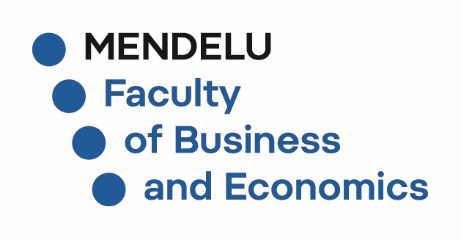 MENDELU
Faculty
of Business
and Economics